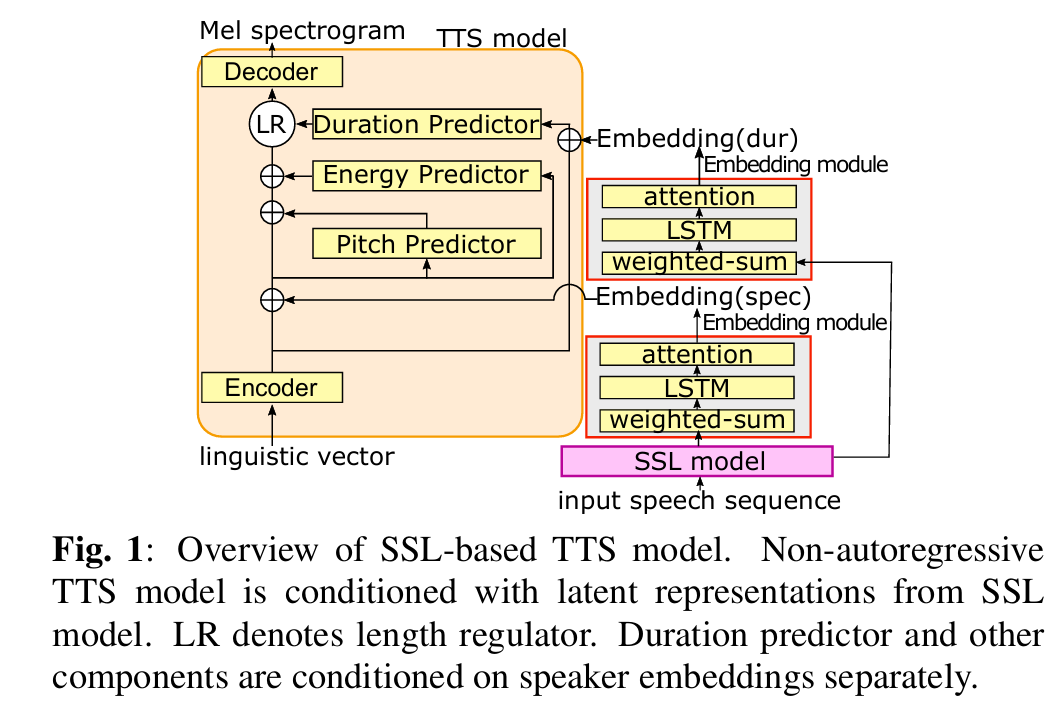 Mel spectrogram
TTS model
Decoder
LR
Duration Predictor
Embedding(dur)
Embedding module
Energy Predictor
attention
LSTM
Pitch Predictor
weighted-sum
Embedding(spec)
Embedding module
attention
LSTM
Encoder
weighted-sum
linguistic vector
SSL model
input speech sequence
Fig. 1: Overview of SSL-based TTS model. Non-autoregressive
TTS model is conditioned with latent representations from SSL
model. LR denotes length regulator. Duration predictor and other
components are conditioned on speaker embeddings separately.